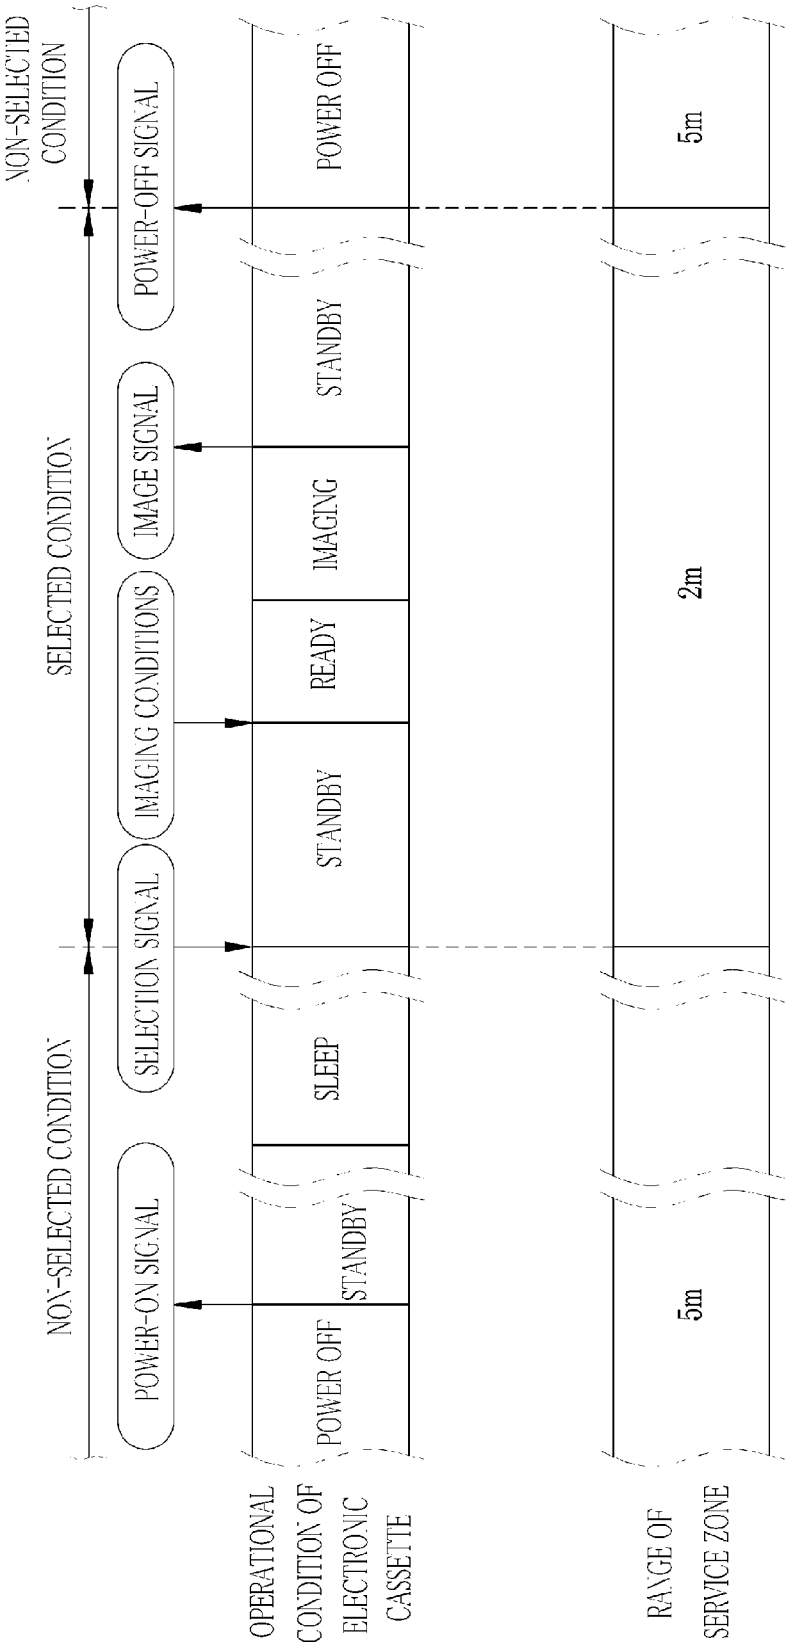 NON-SELECTED CONDITION
SELECTED CONDITION
NON-SELECTED
CONDITION
POWER-ON SIGNAL
SELECTION SIGNAL
IMAGING CONDITIONS
IMAGE SIGNAL
POWER-OFF SIGNAL
OPERATIONAL
CONDITION OF
ELECTRONIC
CASSETTE
POWER OFF
STANDBY
SLEEP
STANDBY
READY
IMAGING
STANDBY
POWER OFF
RANGE OF
SERVICE ZONE
5m
2m
5m